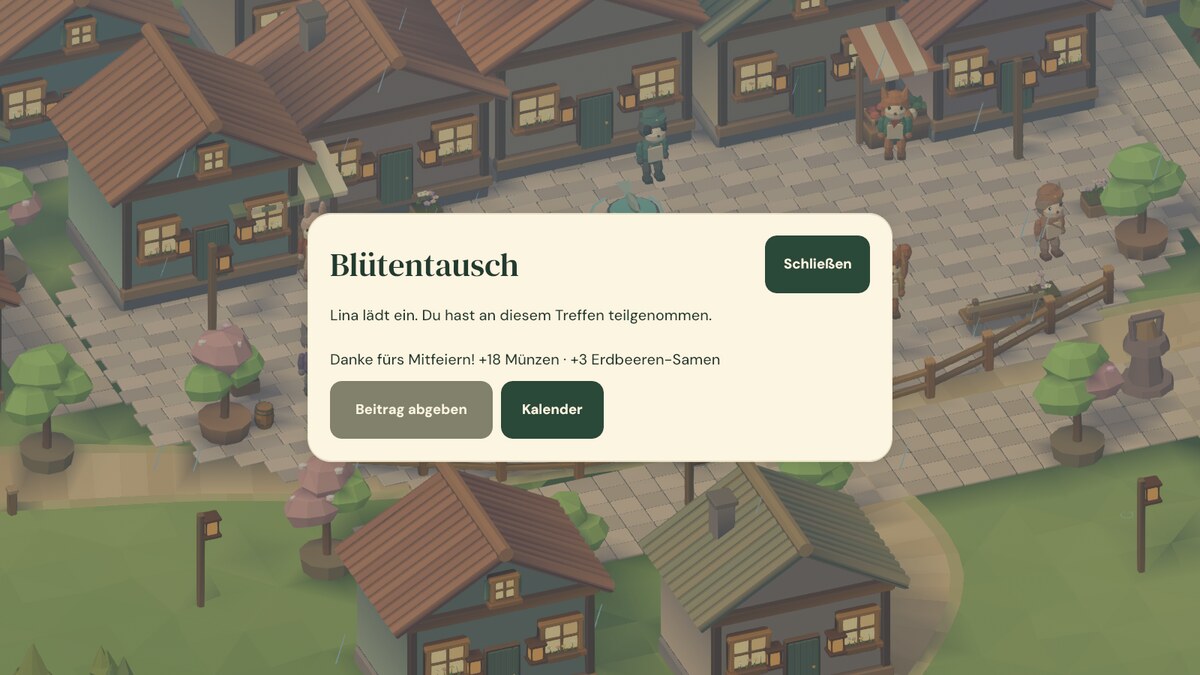 Blütentausch
Schließen
Lina lädt ein. Du hast an diesem Treffen teilgenommen.
Danke fürs Mitfeiern! +18 Münzen · +3 Erdbeeren-Samen
Beitrag abgeben
Kalender